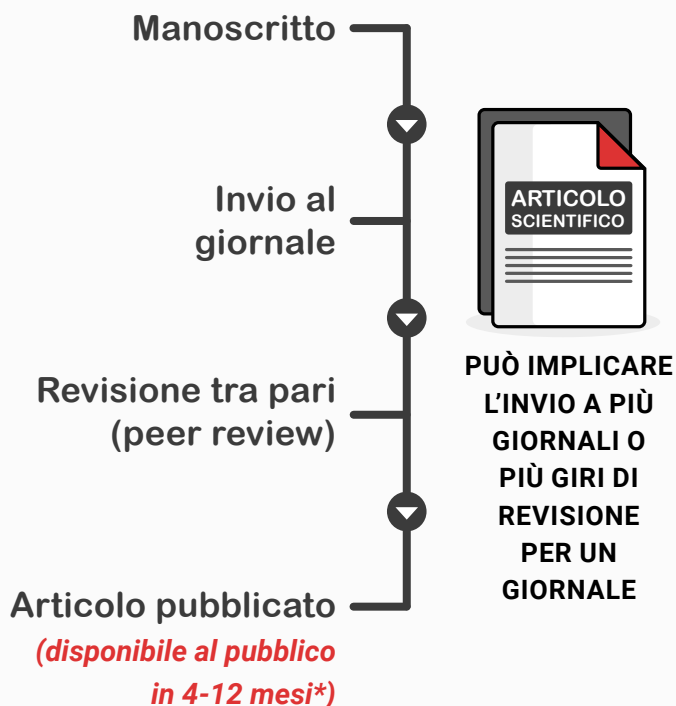 Manoscritto
Invio al
giornale
Revisione tra pari
(peer review)
Articolo pubblicato
(disponibile al pubblico
in 4-12 mesi*)
ARTICOLO
SCIENTIFICO
PUÒ IMPLICARE
L’INVIO A PIÙ
GIORNALI O
PIÙ GIRI DI
REVISIONE
PER UN
GIORNALE